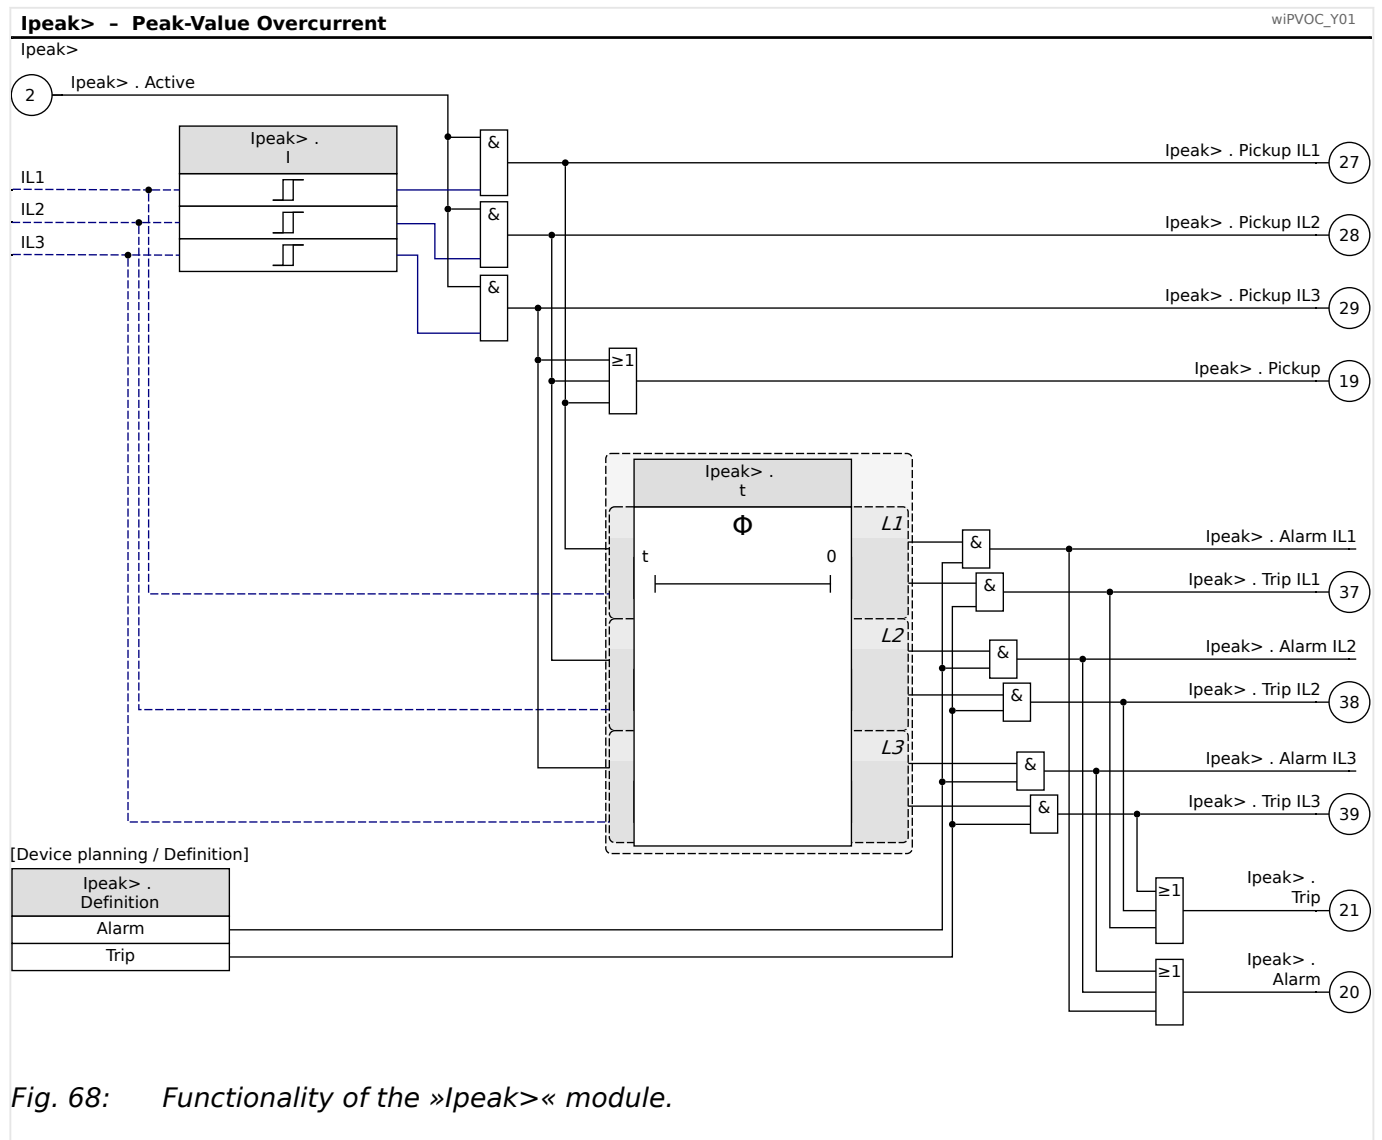 Ipeak> – Peak-Value Overcurrent
wiPVOC_Y01
Ipeak>
2
Ipeak> . Active
Ipeak> .
I
IL1
IL2
IL3
&
&
&
Ipeak> . Pickup IL1
27
Ipeak> . Pickup IL2
28
Ipeak> . Pickup IL3
29
≥1
Ipeak> . Pickup
19
Ipeak> .
t
Φ
t
0
L1
L2
L3
&
Ipeak> . Alarm IL1
&
Ipeak> . Trip IL1
37
&
Ipeak> . Alarm IL2
&
Ipeak> . Trip IL2
38
&
Ipeak> . Alarm IL3
&
Ipeak> . Trip IL3
39
[Device planning / Definition]
Ipeak> .
Definition
Alarm
Trip
≥1
Ipeak> .
Trip
21
≥1
Ipeak> .
Alarm
20
Fig. 68: Functionality of the »Ipeak>« module.